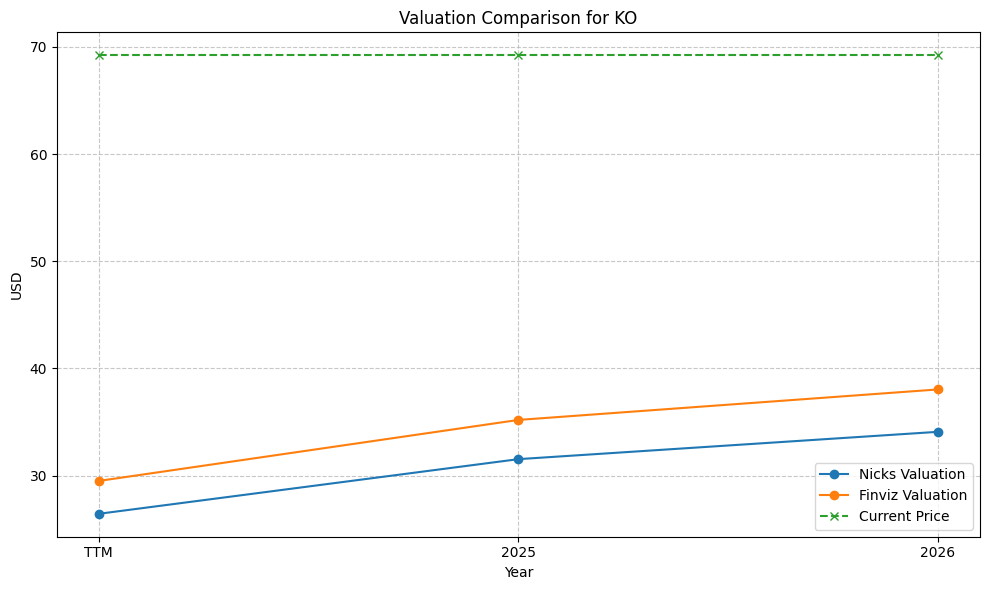 Valuation Comparison for KO
USD
70
60
50
40
30
TTM
2025
2026
Year
Nicks Valuation
Finviz Valuation
Current Price